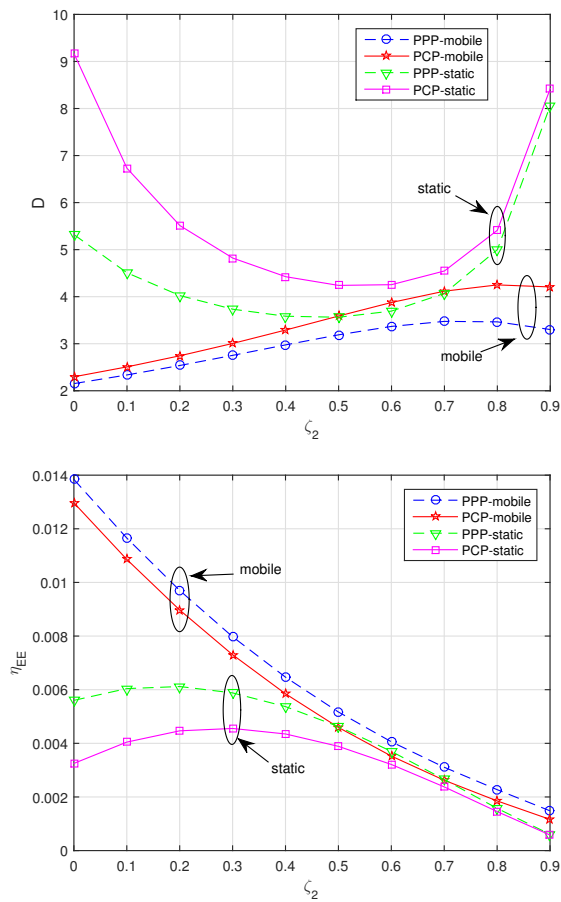 D
10
9
8
7
6
5
4
3
2
0
0.1
0.2
0.3
0.4
0.5
0.6
0.7
0.8
0.9
ζ2
PPP-mobile
PCP-mobile
PPP-static
PCP-static
static
mobile
ηEE
0.014
0.012
0.01
0.008
0.006
0.004
0.002
0
0
0.1
0.2
0.3
0.4
0.5
0.6
0.7
0.8
0.9
ζ2
PPP-mobile
PCP-mobile
PPP-static
PCP-static
mobile
static